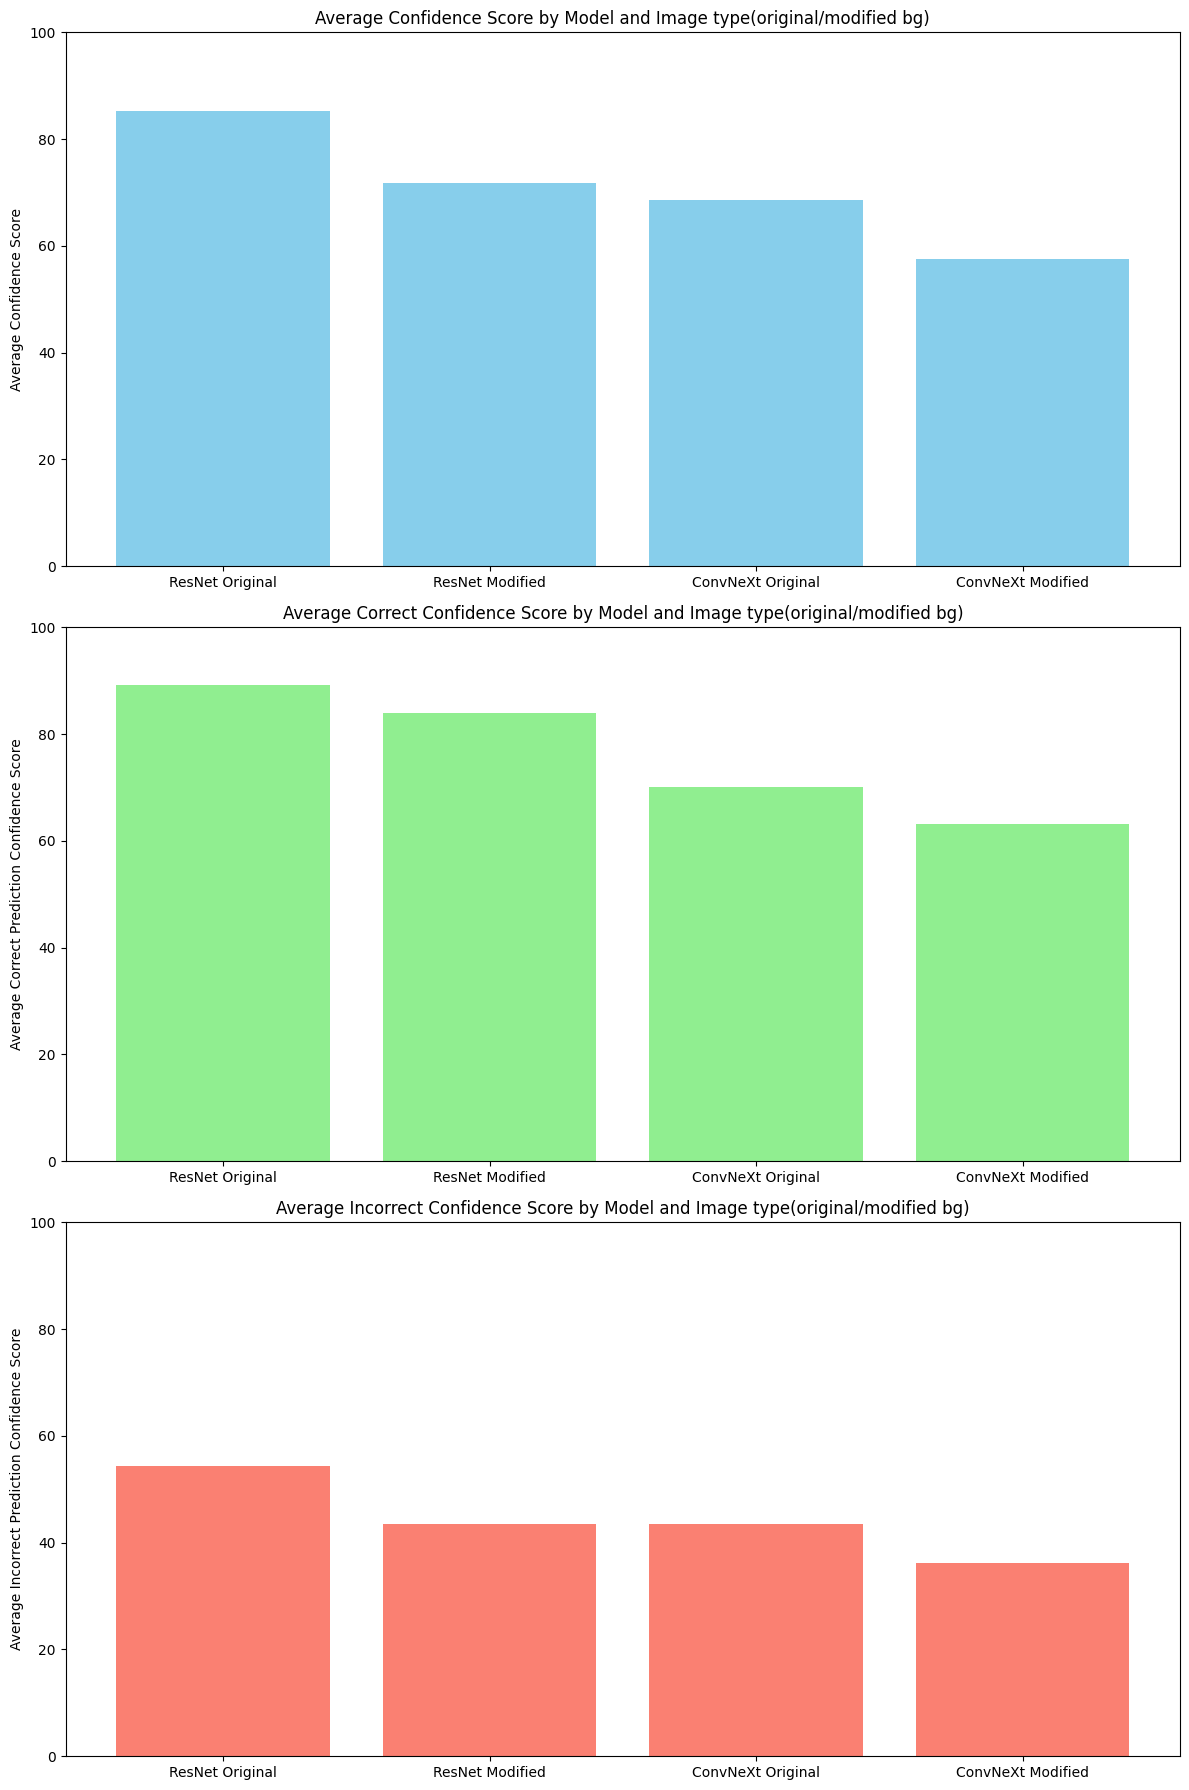 Average Confidence Score by Model and Image type(original/modified bg)
Average Confidence Score
100
80
60
40
20
0
ResNet Original
ResNet Modified
ConvNeXt Original
ConvNeXt Modified
Average Correct Confidence Score by Model and Image type(original/modified bg)
Average Correct Prediction Confidence Score
100
80
60
40
20
0
ResNet Original
ResNet Modified
ConvNeXt Original
ConvNeXt Modified
Average Incorrect Confidence Score by Model and Image type(original/modified bg)
Average Incorrect Prediction Confidence Score
100
80
60
40
20
0
ResNet Original
ResNet Modified
ConvNeXt Original
ConvNeXt Modified